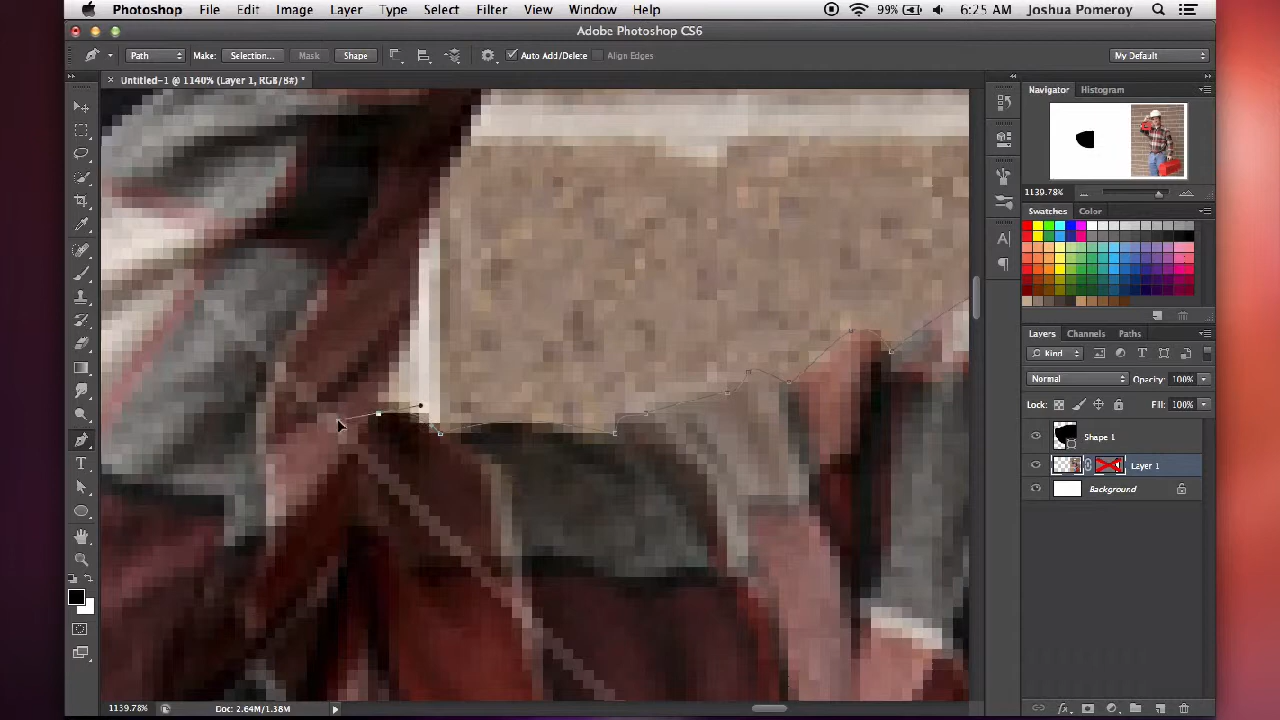 Photoshop File Edit Image Layer Type Select Filter View Window Help 99% 6:25 AM Joshua Pomeroy
Adobe Photoshop CS6
Path Make: Selection... Mask Shape Auto Add/Delete Align Edges My Default
Untitled-1 @ 1140% (Layer 1, RGB/8#) *
Navigator Histogram
1139.78%
Swatches Color
Layers Channels Paths
Kind
Normal Opacity: 100%
Lock: Fill: 100%
Shape 1
Layer 1
Background
1139.78% Doc: 2.64M/1.38M